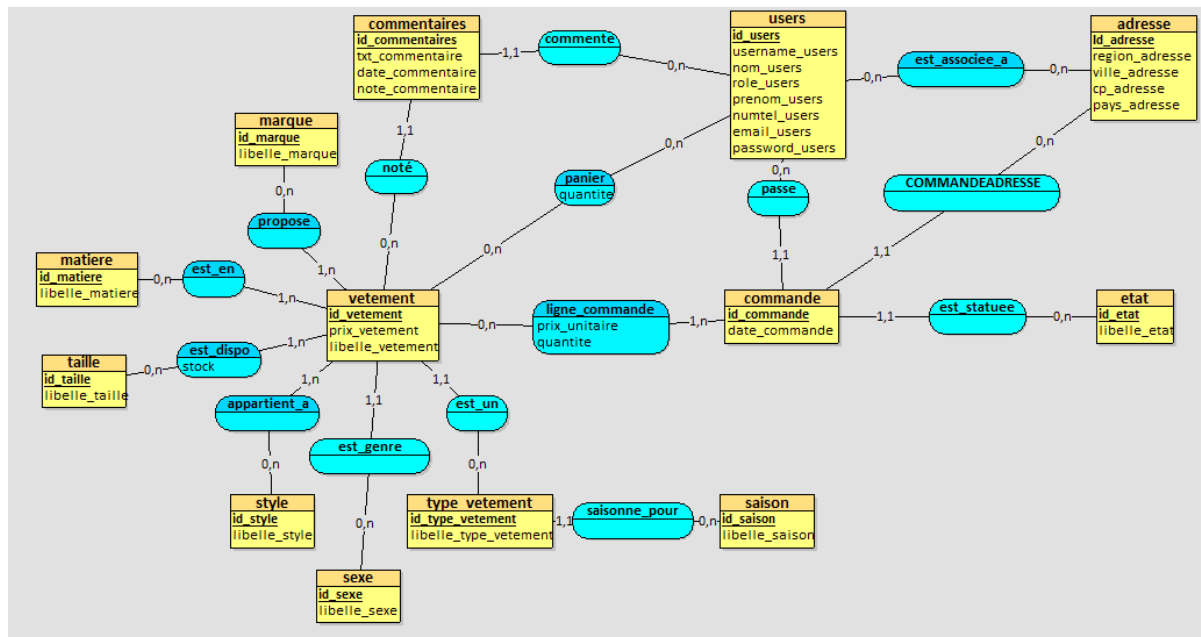 commentaires
id_commentaires
txt_commentaire
date_commentaire
note_commentaire
-1,1
commente
0,n
users
id_users
username_users
nom_users
role_users
prenom_users
numtel_users
email_users
password_users
-0,n
est_associee_a
-0,n
adresse
Id_adresse
region_adresse
ville_adresse
cp_adresse
pays_adresse
marque
id_marque
libelle_marque
1,1
noté
0,n
0,n
panier
quantite
0,n
0,n
passe
1,1
0,n
COMMANDEADRESSE
1,1
0,n
propose
1,n
matiere
id_matiere
libelle_matiere
-0,n
est_en
1,n
vetement
id_vetement
prix_vetement
libelle_vetement
-0,n
ligne_commande
prix_unitaire
quantite
1,n
commande
id_commande
date_commande
1,1
est_statuee
-0,n
etat
id_etat
libelle_etat
taille
id_taille
libelle_taille
0,n
est_dispo
stock
1,n
1,n
appartient_a
0,n
1,1
est_genre
0,n
1,1
est_un
0,n
style
id_style
libelle_style
type_vetement
id_type_vetement
libelle_type_vetement
-1,1
saisonne_pour
-0,n
saison
id_saison
libelle_saison
sexe
id_sexe
libelle_sexe